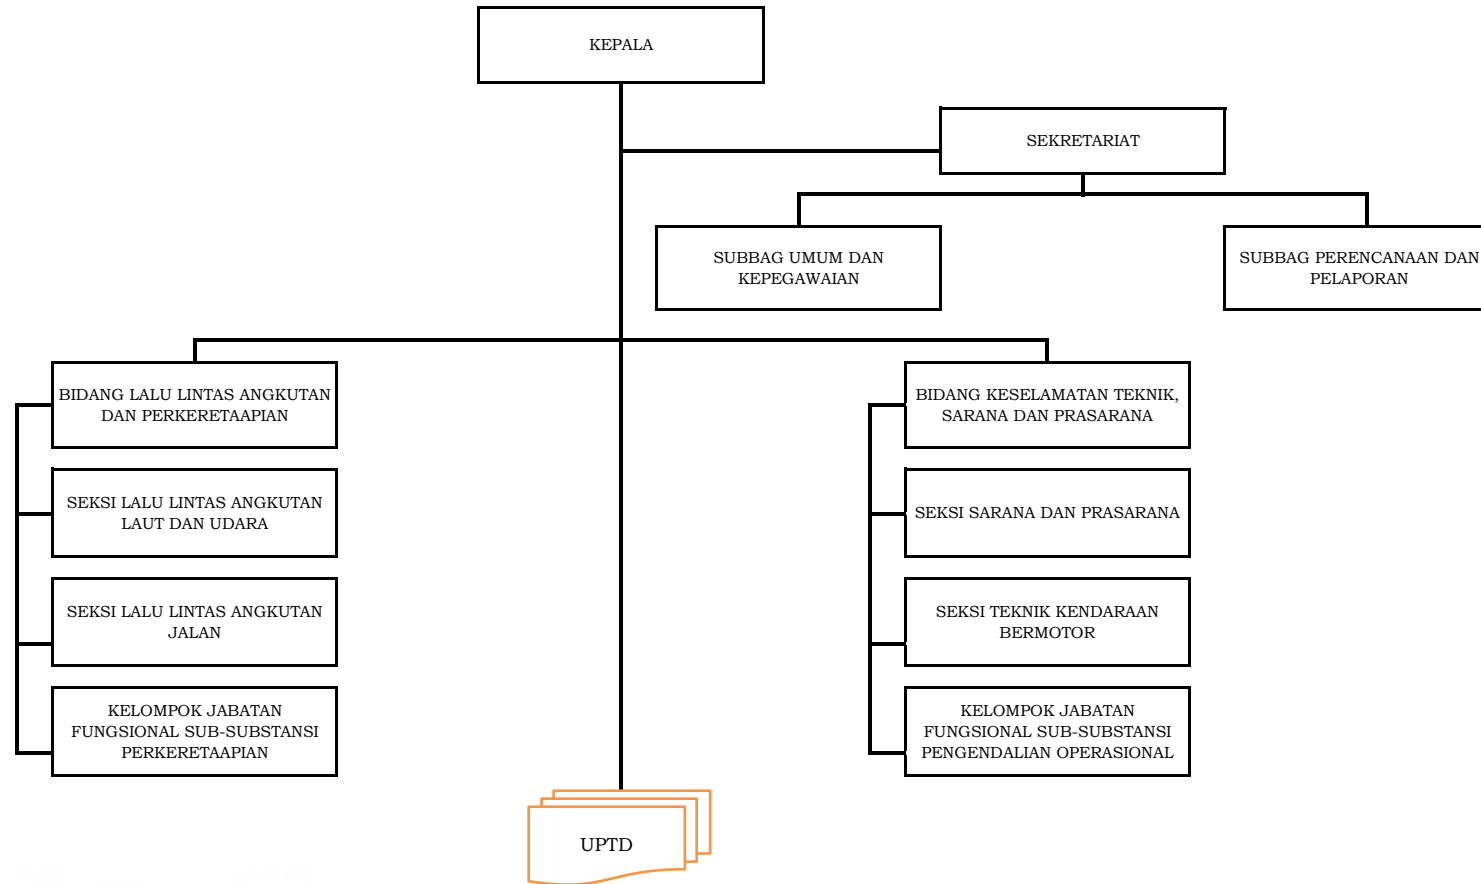 KEPALA
SEKRETARIAT
SUBBAG UMUM DAN
KEPEGAWAIAN
SUBBAG PERENCANAAN DAN
PELAPORAN
BIDANG LALU LINTAS ANGKUTAN
DAN PERKERETAAPIAN
SEKSI LALU LINTAS ANGKUTAN
LAUT DAN UDARA
SEKSI LALU LINTAS ANGKUTAN
JALAN
KELOMPOK JABATAN
FUNGSIONAL SUB-SUBSTANSI
PERKERETAAPIAN
BIDANG KESELAMATAN TEKNIK,
SARANA DAN PRASARANA
SEKSI SARANA DAN PRASARANA
SEKSI TEKNIK KENDARAAN
BERMOTOR
KELOMPOK JABATAN
FUNGSIONAL SUB-SUBSTANSI
PENGENDALIAN OPERASIONAL
UPTD